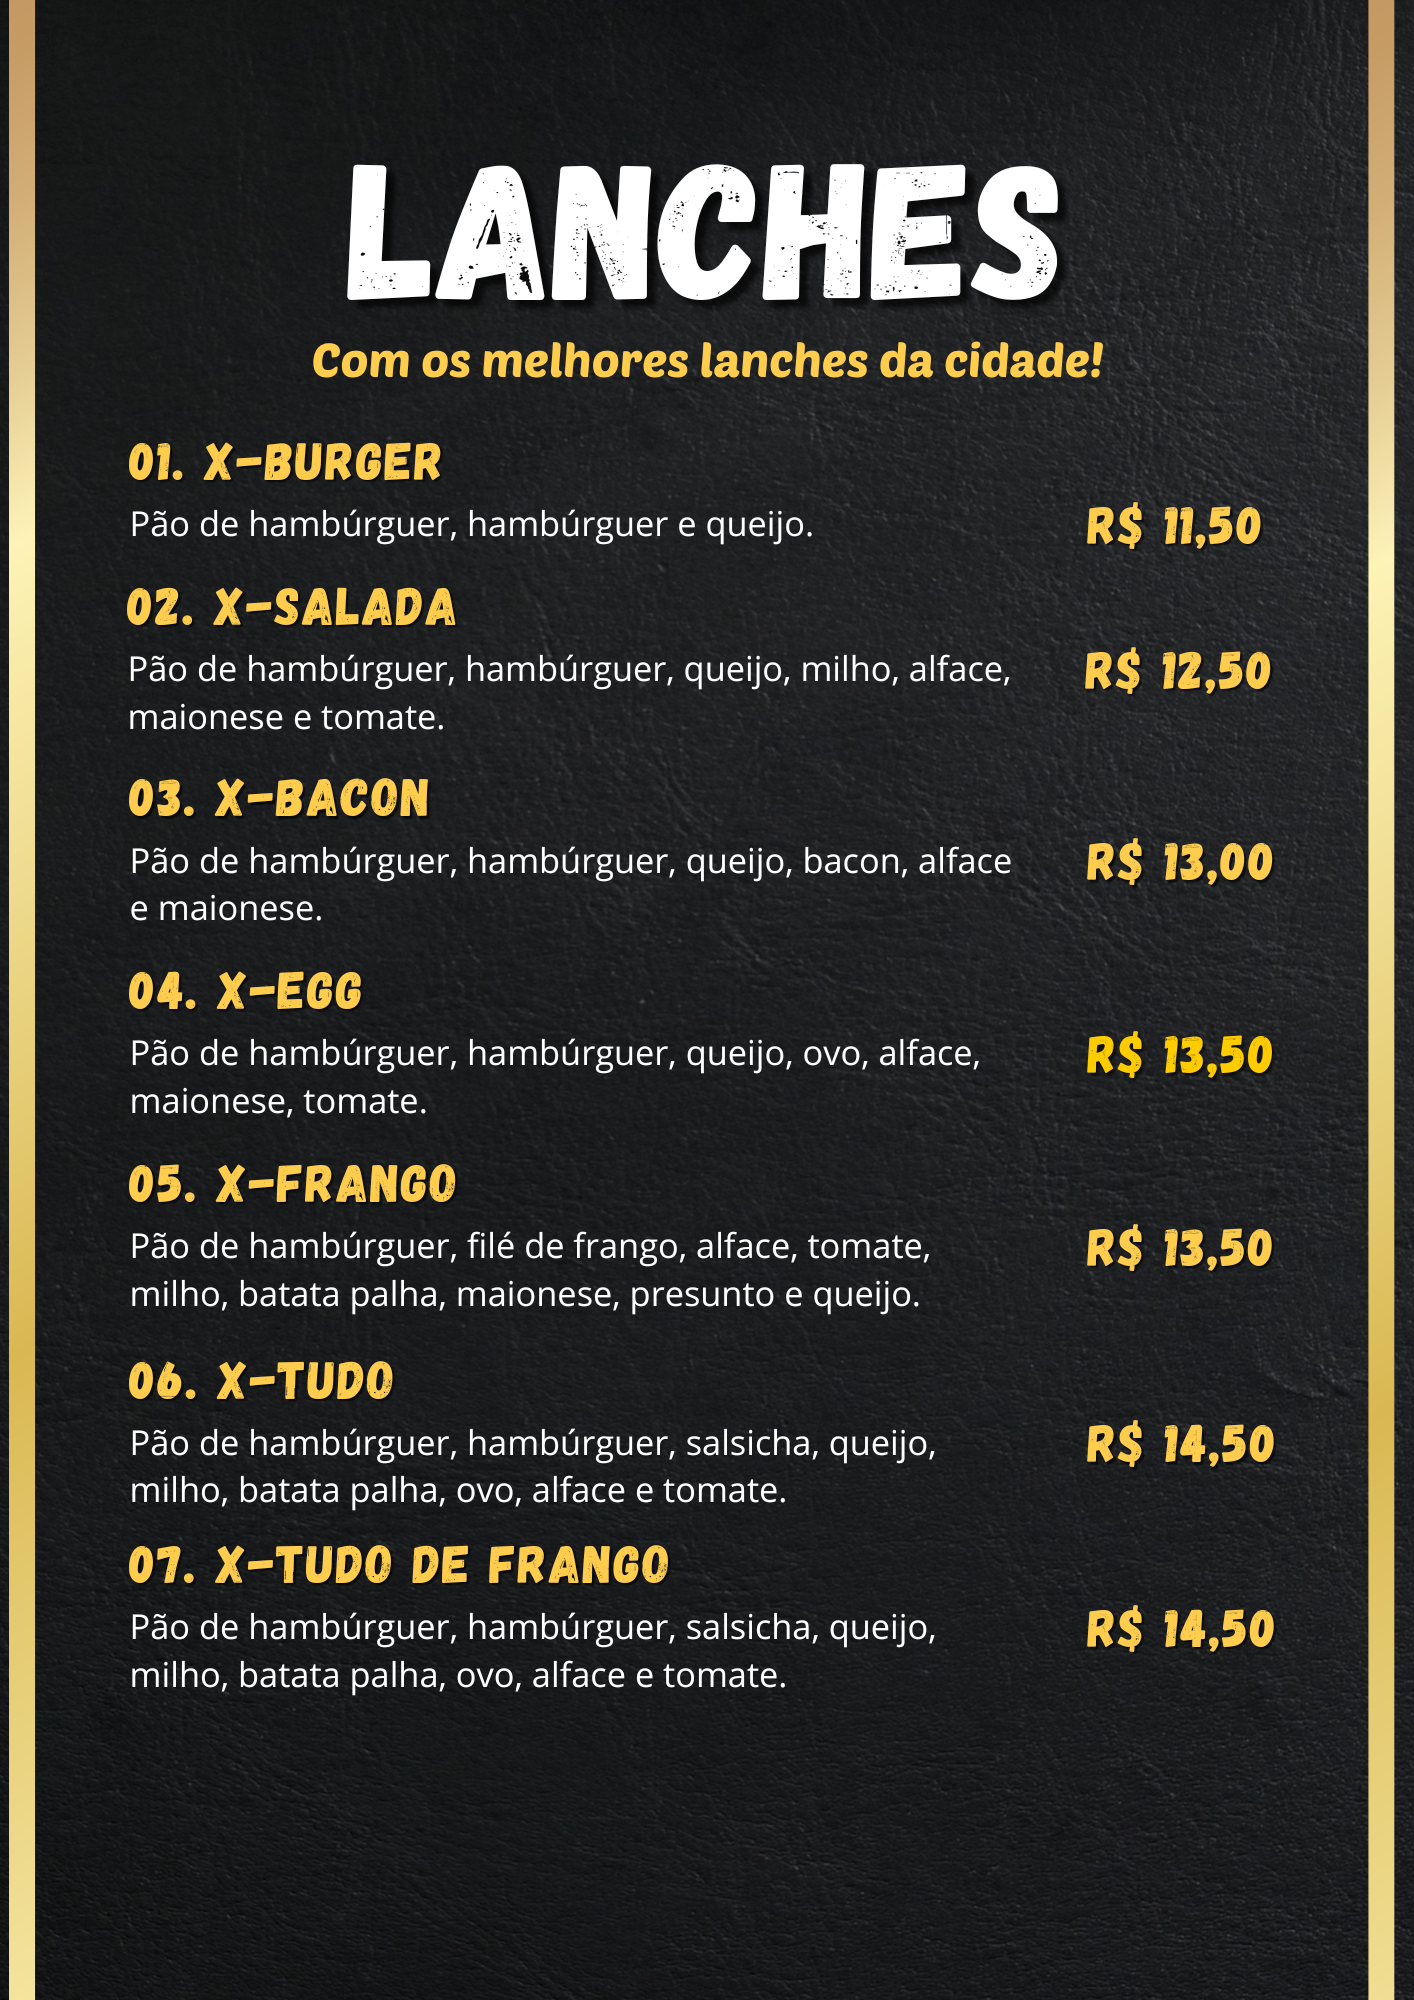 LANCHES
Com os melhores lanches da cidade!
01. X-BURGER
Pão de hambúrguer, hambúrguer e queijo.
R$ 11,50
02. X-SALADA
Pão de hambúrguer, hambúrguer, queijo, milho, alface,
maionese e tomate.
R$ 12,50
03. X-BACON
Pão de hambúrguer, hambúrguer, queijo, bacon, alface
e maionese.
R$ 13,00
04. X-EGG
Pão de hambúrguer, hambúrguer, queijo, ovo, alface,
maionese, tomate.
R$ 13,50
05. X-FRANGO
Pão de hambúrguer, filé de frango, alface, tomate,
milho, batata palha, maionese, presunto e queijo.
R$ 13,50
06. X-TUDO
Pão de hambúrguer, hambúrguer, salsicha, queijo,
milho, batata palha, ovo, alface e tomate.
R$ 14,50
07. X-TUDO DE FRANGO
Pão de hambúrguer, hambúrguer, salsicha, queijo,
milho, batata palha, ovo, alface e tomate.
R$ 14,50